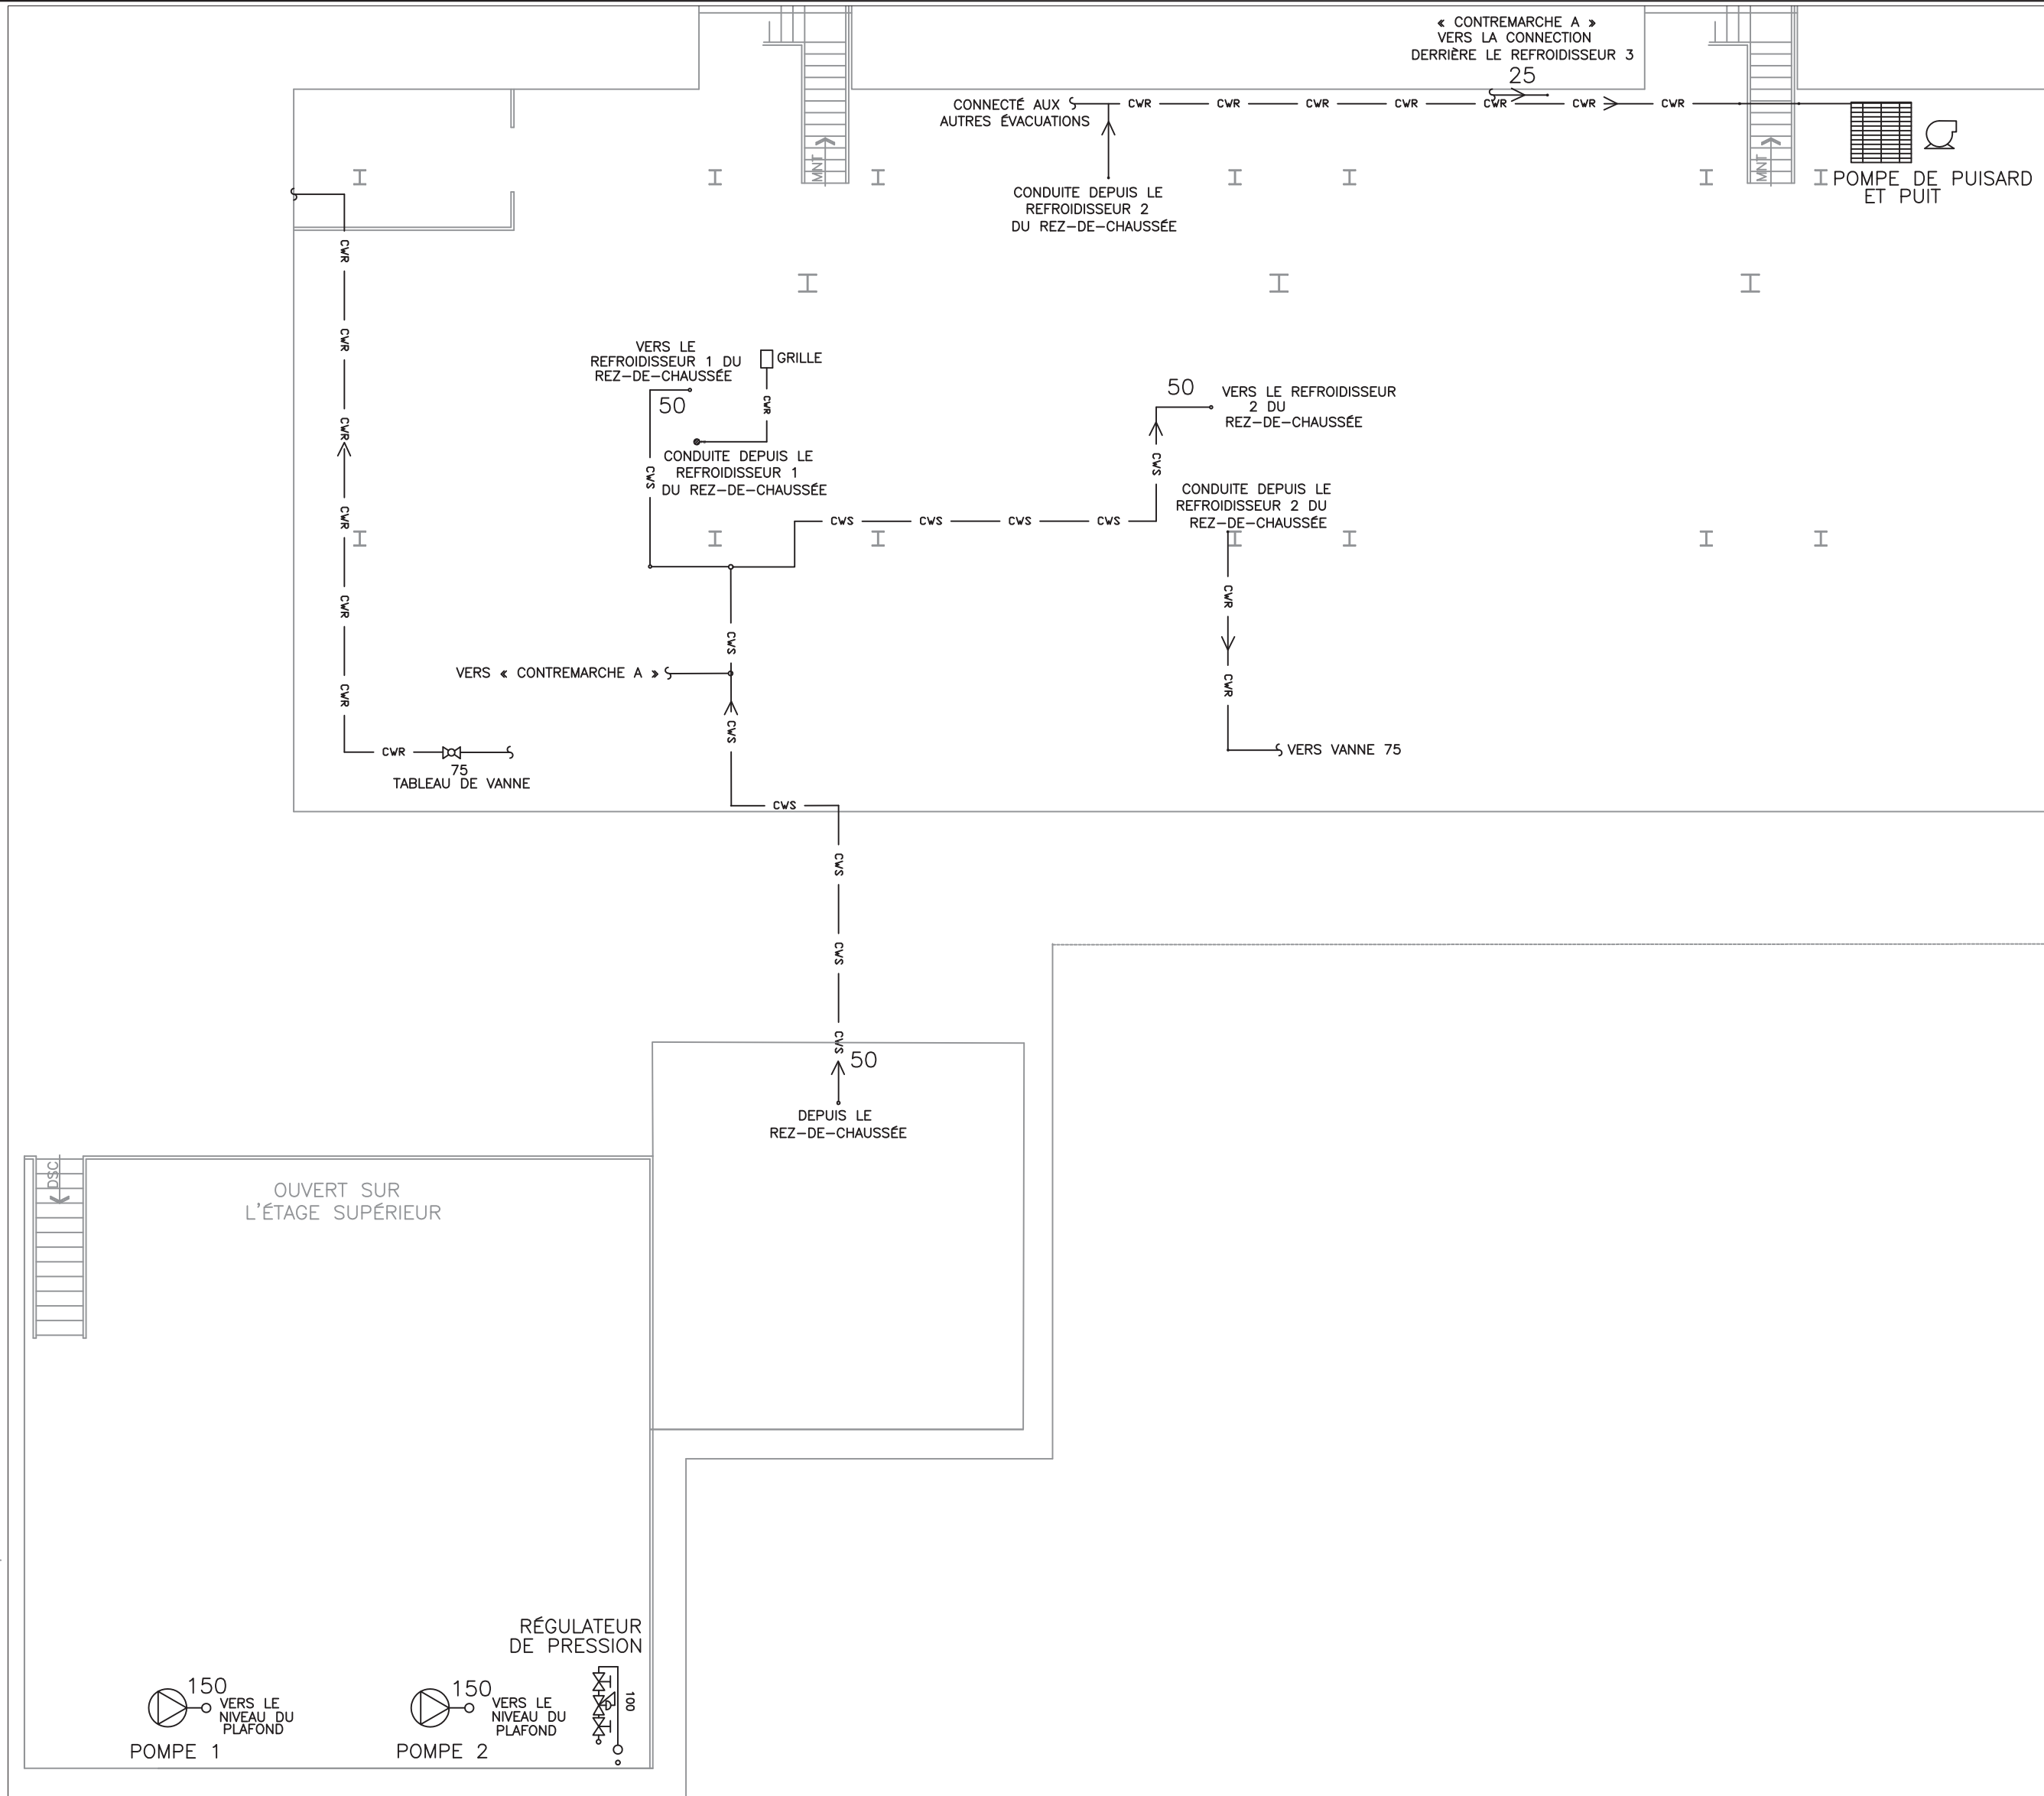 « CONTREMARCHE A »
VERS LA CONNECTION
DERRIÈRE LE REFROIDISSEUR 3
25
CONNECTÉ AUX
AUTRES ÉVACUATIONS
CWR CWR CWR CWR CWR CWR CWR
MNT
MNT
POMPE DE PUISARD
ET PUIT
CONDUITE DEPUIS LE
REFROIDISSEUR 2
DU REZ-DE-CHAUSSÉE
CWR
CWR
CWR
CWR
CWR
CWR
CWR
75
TABLEAU DE VANNE
VERS LE
REFROIDISSEUR 1 DU
REZ-DE-CHAUSSÉE
50
GRILLE
CWR
CONDUITE DEPUIS LE
REFROIDISSEUR 1
DU REZ-DE-CHAUSSÉE
CWS
50
VERS LE REFROIDISSEUR
2 DU
REZ-DE-CHAUSSÉE
CWS
CONDUITE DEPUIS LE
REFROIDISSEUR 2 DU
REZ-DE-CHAUSSÉE
CWS CWS CWS CWS
CWR
CWR
VERS VANNE 75
CWS
VERS « CONTREMARCHE A »
CWS
CWS
CWS
CWS
CWS
50
DEPUIS LE
REZ-DE-CHAUSSÉE
DSC
OUVERT SUR
L'ÉTAGE SUPÉRIEUR
RÉGULATEUR
DE PRESSION
100
150
VERS LE
NIVEAU DU
PLAFOND
POMPE 1
150
VERS LE
NIVEAU DU
PLAFOND
POMPE 2